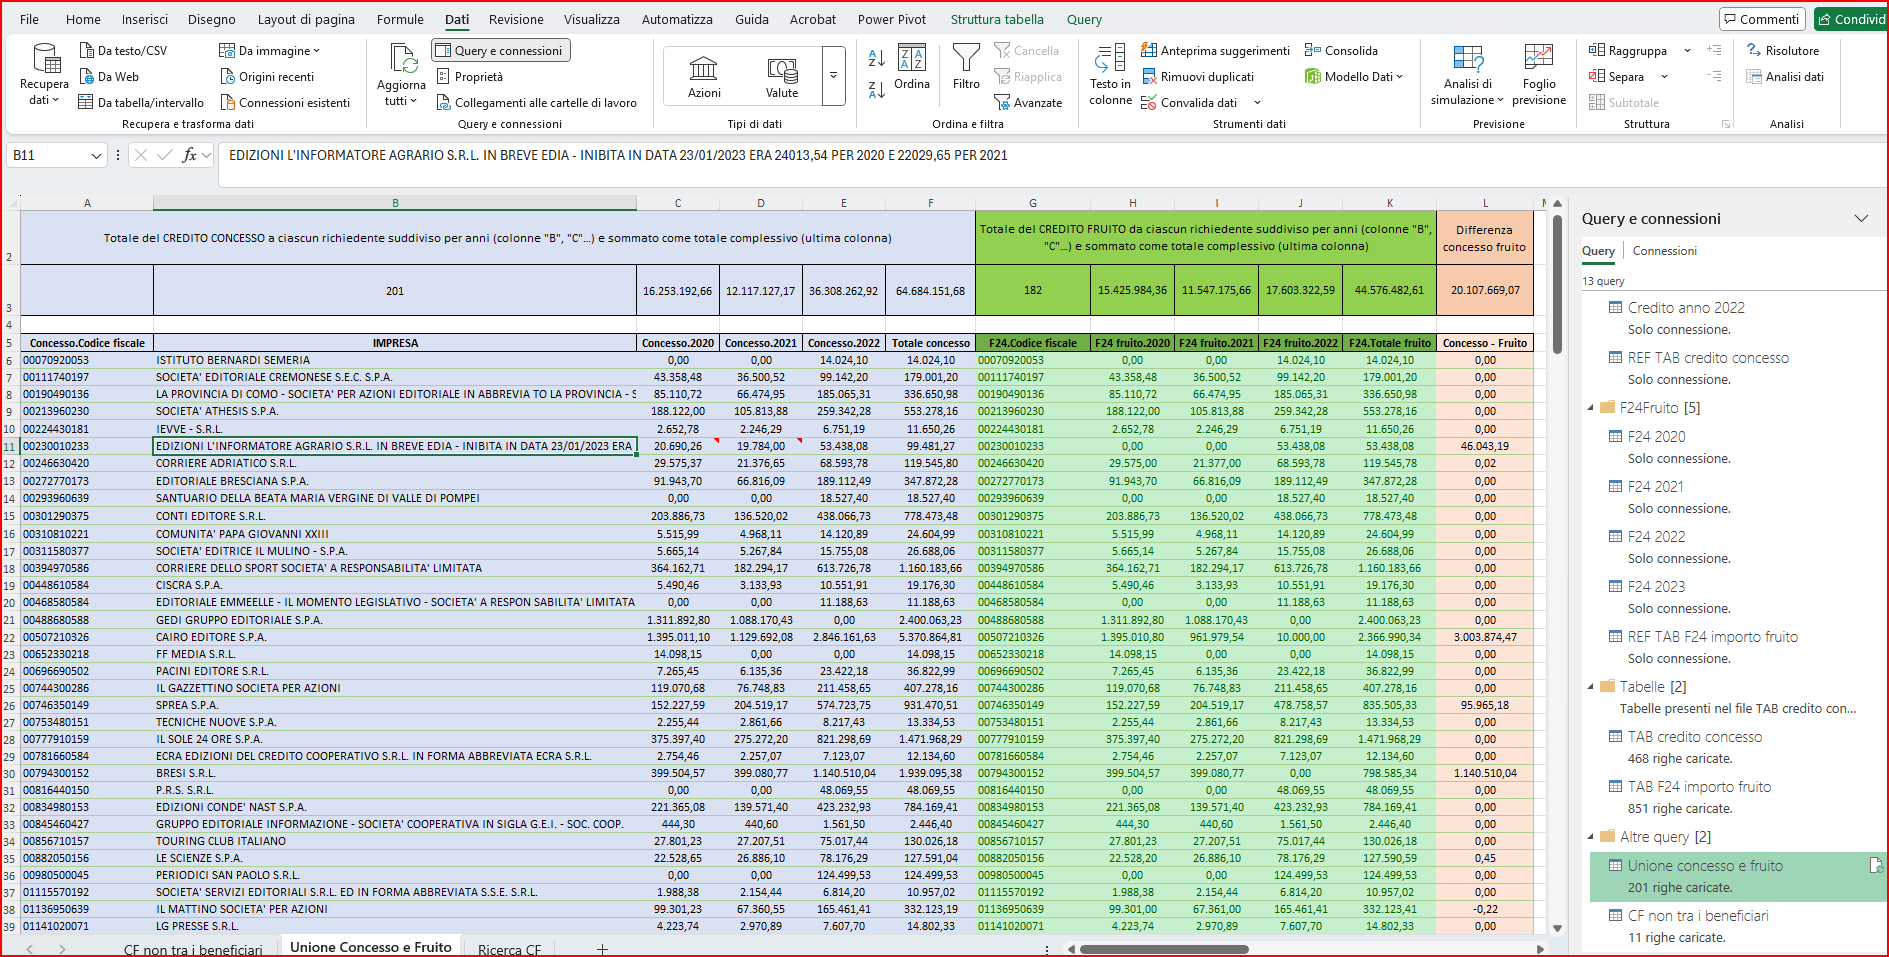 File Home Inserisci Disegno Layout di pagina Formule Dati Revisione Visualizza Automatizza Guida Acrobat Power Pivot Struttura tabella Query Commenti Condivid
Recupera dati
Da testo/CSV
Da Web
Da tabella/intervallo
Da immagine
Origini recenti
Connessioni esistenti
Recupera e trasforma dati
Aggiorna tutti
Query e connessioni
Proprietà
Collegamenti alle cartelle di lavoro
Query e connessioni
Azioni Valute
Tipi di dati
Ordina
Filtro
Cancella
Riapplica
Avanzate
Ordina e filtra
Testo in colonne
Anteprima suggerimenti
Rimuovi duplicati
Convalida dati
Consolida
Modello Dati
Strumenti dati
Analisi di simulazione
Foglio previsione
Previsione
Raggruppa
Separa
Subtotale
Struttura
Risolutore
Analisi dati
Analisi
B11 fx EDIZIONI L'INFORMATORE AGRARIO S.R.L. IN BREVE EDIA - INIBITA IN DATA 23/01/2023 ERA 24013,54 PER 2020 E 22029,65 PER 2021
A B C D E F G H I J K L
2 Totale del CREDITO CONCESSO a ciascun richiedente suddiviso per anni (colonne "B", "C"...) e sommato come totale complessivo (ultima colonna) Totale del CREDITO FRUITO da ciascun richiedente suddiviso per anni (colonne "B", "C"...) e sommato come totale complessivo (ultima colonna) Differenza concesso fruito
3 201 16.253.192,66 12.117.127,17 36.308.262,92 64.684.151,68 182 15.425.984,36 11.547.175,66 17.603.322,59 44.576.482,61 20.107.669,07
4
5 Concesso.Codice fiscale IMPRESA Concesso.2020 Concesso.2021 Concesso.2022 Totale concesso F24.Codice fiscale F24 fruito.2020 F24 fruito.2021 F24 fruito.2022 F24.Totale fruito Concesso - Fruito
6 00070920053 ISTITUTO BERNARDI SEMERIA 0,00 0,00 14.024,10 14.024,10 00070920053 0,00 0,00 14.024,10 14.024,10 0,00
7 00111740197 SOCIETA' EDITORIALE CREMONESE S.E.C. S.P.A. 43.358,48 36.500,52 99.142,20 179.001,20 00111740197 43.358,48 36.500,52 99.142,20 179.001,20 0,00
8 00190490136 LA PROVINCIA DI COMO - SOCIETA' PER AZIONI EDITORIALE IN ABBREVIA TO LA PROVINCIA - S 85.110,72 66.474,95 185.065,31 336.650,98 00190490136 85.110,72 66.474,95 185.065,31 336.650,98 0,00
9 00213960230 SOCIETA' ATHESIS S.P.A. 188.122,00 105.813,88 259.342,28 553.278,16 00213960230 188.122,00 105.813,88 259.342,28 553.278,16 0,00
10 00224430181 IEVVE - S.R.L. 2.652,78 2.246,29 6.751,19 11.650,26 00224430181 2.652,78 2.246,29 6.751,19 11.650,26 0,00
11 00230010233 EDIZIONI L'INFORMATORE AGRARIO S.R.L. IN BREVE EDIA - INIBITA IN DATA 23/01/2023 ERA 20.690,26 19.784,00 53.438,08 99.481,27 00230010233 0,00 0,00 53.438,08 53.438,08 46.043,19
12 00246630420 CORRIERE ADRIATICO S.R.L. 29.575,37 21.376,65 68.593,78 119.545,80 00246630420 29.575,00 21.377,00 68.593,78 119.545,78 0,02
13 00272770173 EDITORIALE BRESCIANA S.P.A. 91.943,70 66.816,09 189.112,49 347.872,28 00272770173 91.943,70 66.816,09 189.112,49 347.872,28 0,00
14 00293960639 SANTUARIO DELLA BEATA MARIA VERGINE DI VALLE DI POMPEI 0,00 0,00 18.527,40 18.527,40 00293960639 0,00 0,00 18.527,40 18.527,40 0,00
15 00301290375 CONTI EDITORE S.R.L. 203.886,73 136.520,02 438.066,73 778.473,48 00301290375 203.886,73 136.520,02 438.066,73 778.473,48 0,00
16 00310810221 COMUNITA' PAPA GIOVANNI XXIII 5.515,99 4.968,11 14.120,89 24.604,99 00310810221 5.515,99 4.968,11 14.120,89 24.604,99 0,00
17 00311580377 SOCIETA' EDITRICE IL MULINO - S.P.A. 5.665,14 5.267,84 15.755,08 26.688,06 00311580377 5.665,14 5.267,84 15.755,08 26.688,06 0,00
18 00394970586 CORRIERE DELLO SPORT SOCIETA' A RESPONSABILITA' LIMITATA 364.162,71 182.294,17 613.726,78 1.160.183,66 00394970586 364.162,71 182.294,17 613.726,78 1.160.183,66 0,00
19 00448610584 CISCRA S.P.A. 5.490,46 3.133,93 10.551,91 19.176,30 00448610584 5.490,46 3.133,93 10.551,91 19.176,30 0,00
20 00468580584 EDITORIALE EMMEELLE - IL MOMENTO LEGISLATIVO - SOCIETA' A RESPON SABILITA' LIMITATA 0,00 0,00 11.188,63 11.188,63 00468580584 0,00 0,00 11.188,63 11.188,63 0,00
21 00488680588 GEDI GRUPPO EDITORIALE S.P.A. 1.311.892,80 1.088.170,43 0,00 2.400.063,23 00488680588 1.311.892,80 1.088.170,43 0,00 2.400.063,23 0,00
22 00507210326 CAIRO EDITORE S.P.A. 1.395.011,10 1.129.692,08 2.846.161,63 5.370.864,81 00507210326 1.395.010,80 961.979,54 10.000,00 2.366.990,34 3.003.874,47
23 00652330218 FF MEDIA S.R.L. 14.098,15 0,00 0,00 14.098,15 00652330218 14.098,15 0,00 0,00 14.098,15 0,00
24 00696690502 PACINI EDITORE S.R.L. 7.265,45 6.135,36 23.422,18 36.822,99 00696690502 7.265,45 6.135,36 23.422,18 36.822,99 0,00
25 00744300286 IL GAZZETTINO SOCIETA PER AZIONI 119.070,68 76.748,83 211.458,65 407.278,16 00744300286 119.070,68 76.748,83 211.458,65 407.278,16 0,00
26 00746350149 SPREA S.P.A. 152.227,59 204.519,17 574.723,75 931.470,51 00746350149 152.227,59 204.519,17 478.758,57 835.505,33 95.965,18
27 00753480151 TECNICHE NUOVE S.P.A. 2.255,44 2.861,66 8.217,43 13.334,53 00753480151 2.255,44 2.861,66 8.217,43 13.334,53 0,00
28 00777910159 IL SOLE 24 ORE S.P.A. 375.397,40 275.272,20 821.298,69 1.471.968,29 00777910159 375.397,40 275.272,20 821.298,69 1.471.968,29 0,00
29 00781660584 ECRA EDIZIONI DEL CREDITO COOPERATIVO S.R.L. IN FORMA ABBREVIATA ECRA S.R.L. 2.754,46 2.257,07 7.123,07 12.134,60 00781660584 2.754,46 2.257,07 7.123,07 12.134,60 0,00
30 00794300152 BRESI S.R.L. 399.504,57 399.080,77 1.140.510,04 1.939.095,38 00794300152 399.504,57 399.080,77 0,00 798.585,34 1.140.510,04
31 00816440150 P.R.S. S.R.L. 0,00 0,00 48.069,55 48.069,55 00816440150 0,00 0,00 48.069,55 48.069,55 0,00
32 00834980153 EDIZIONI CONDE' NAST S.P.A. 221.365,08 139.571,40 423.232,93 784.169,41 00834980153 221.365,08 139.571,40 423.232,93 784.169,41 0,00
33 00845460427 GRUPPO EDITORIALE INFORMAZIONE - SOCIETA' COOPERATIVA IN SIGLA G.E.I. - SOC. COOP. 444,30 440,60 1.561,50 2.446,40 00845460427 444,30 440,60 1.561,50 2.446,40 0,00
34 00856710157 TOURING CLUB ITALIANO 27.801,23 27.207,51 75.017,44 130.026,18 00856710157 27.801,23 27.207,51 75.017,44 130.026,18 0,00
35 00882050156 LE SCIENZE S.P.A. 22.528,65 26.886,10 78.176,29 127.591,04 00882050156 22.528,20 26.886,10 78.176,29 127.590,59 0,45
36 00980500045 PERIODICI SAN PAOLO S.R.L. 0,00 0,00 124.499,53 124.499,53 00980500045 0,00 0,00 124.499,53 124.499,53 0,00
37 01115570192 SOCIETA' SERVIZI EDITORIALI S.R.L. ED IN FORMA ABBREVIATA S.S.E. S.R.L. 1.988,38 2.154,44 6.814,20 10.957,02 01115570192 1.988,38 2.154,44 6.814,20 10.957,02 0,00
38 01136950639 IL MATTINO SOCIETA' PER AZIONI 99.301,23 67.360,55 165.461,41 332.123,19 01136950639 99.301,00 67.361,00 165.461,41 332.123,41 -0,22
39 01141020071 LG PRESSE S.R.L. 4.223,74 2.970,89 7.607,70 14.802,33 01141020071 4.223,74 2.970,89 7.607,70 14.802,33 0,00
CF non tra i beneficiari Unione Concesso e Fruito Ricerca CF
Query e connessioni
Query Connessioni
13 query
Credito anno 2022
Solo connessione.
REF TAB credito concesso
Solo connessione.
F24Fruito [5]
F24 2020
Solo connessione.
F24 2021
Solo connessione.
F24 2022
Solo connessione.
F24 2023
Solo connessione.
REF TAB F24 importo fruito
Solo connessione.
Tabelle [2]
Tabelle presenti nel file TAB credito con...
TAB credito concesso
468 righe caricate.
TAB F24 importo fruito
851 righe caricate.
Altre query [2]
Unione concesso e fruito
201 righe caricate.
CF non tra i beneficiari
11 righe caricate.